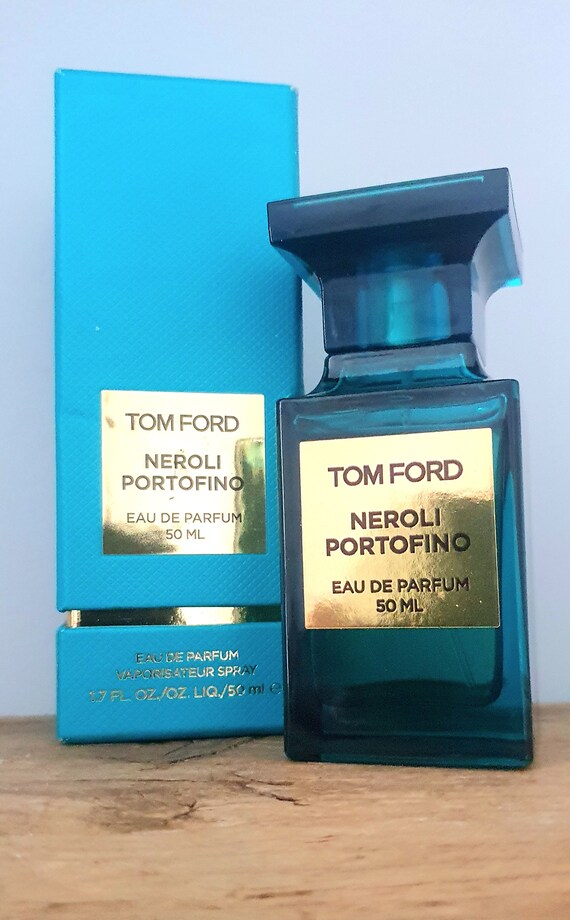 TOM FORD
NEROLI
PORTOFINO
EAU DE PARFUM
50 ML
EAU DE PARFUM
VAPORISATEUR SPRAY
1.7 FL. OZ./OZ. LIQ./50 ml e
TOM FORD
NEROLI
PORTOFINO
EAU DE PARFUM
50 ML